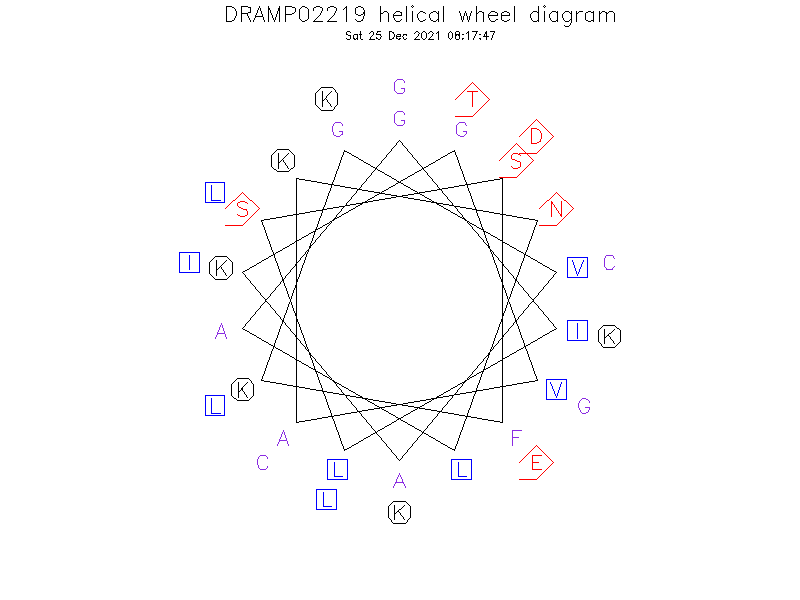 DRAMP02219 helical wheel diagram
Sat 25 Dec 2021 08:17:47
G
K T
G
G G
D
K S
L
S N
I K V C
A I K
K V
L G
A F
C E
L L
A
L
K